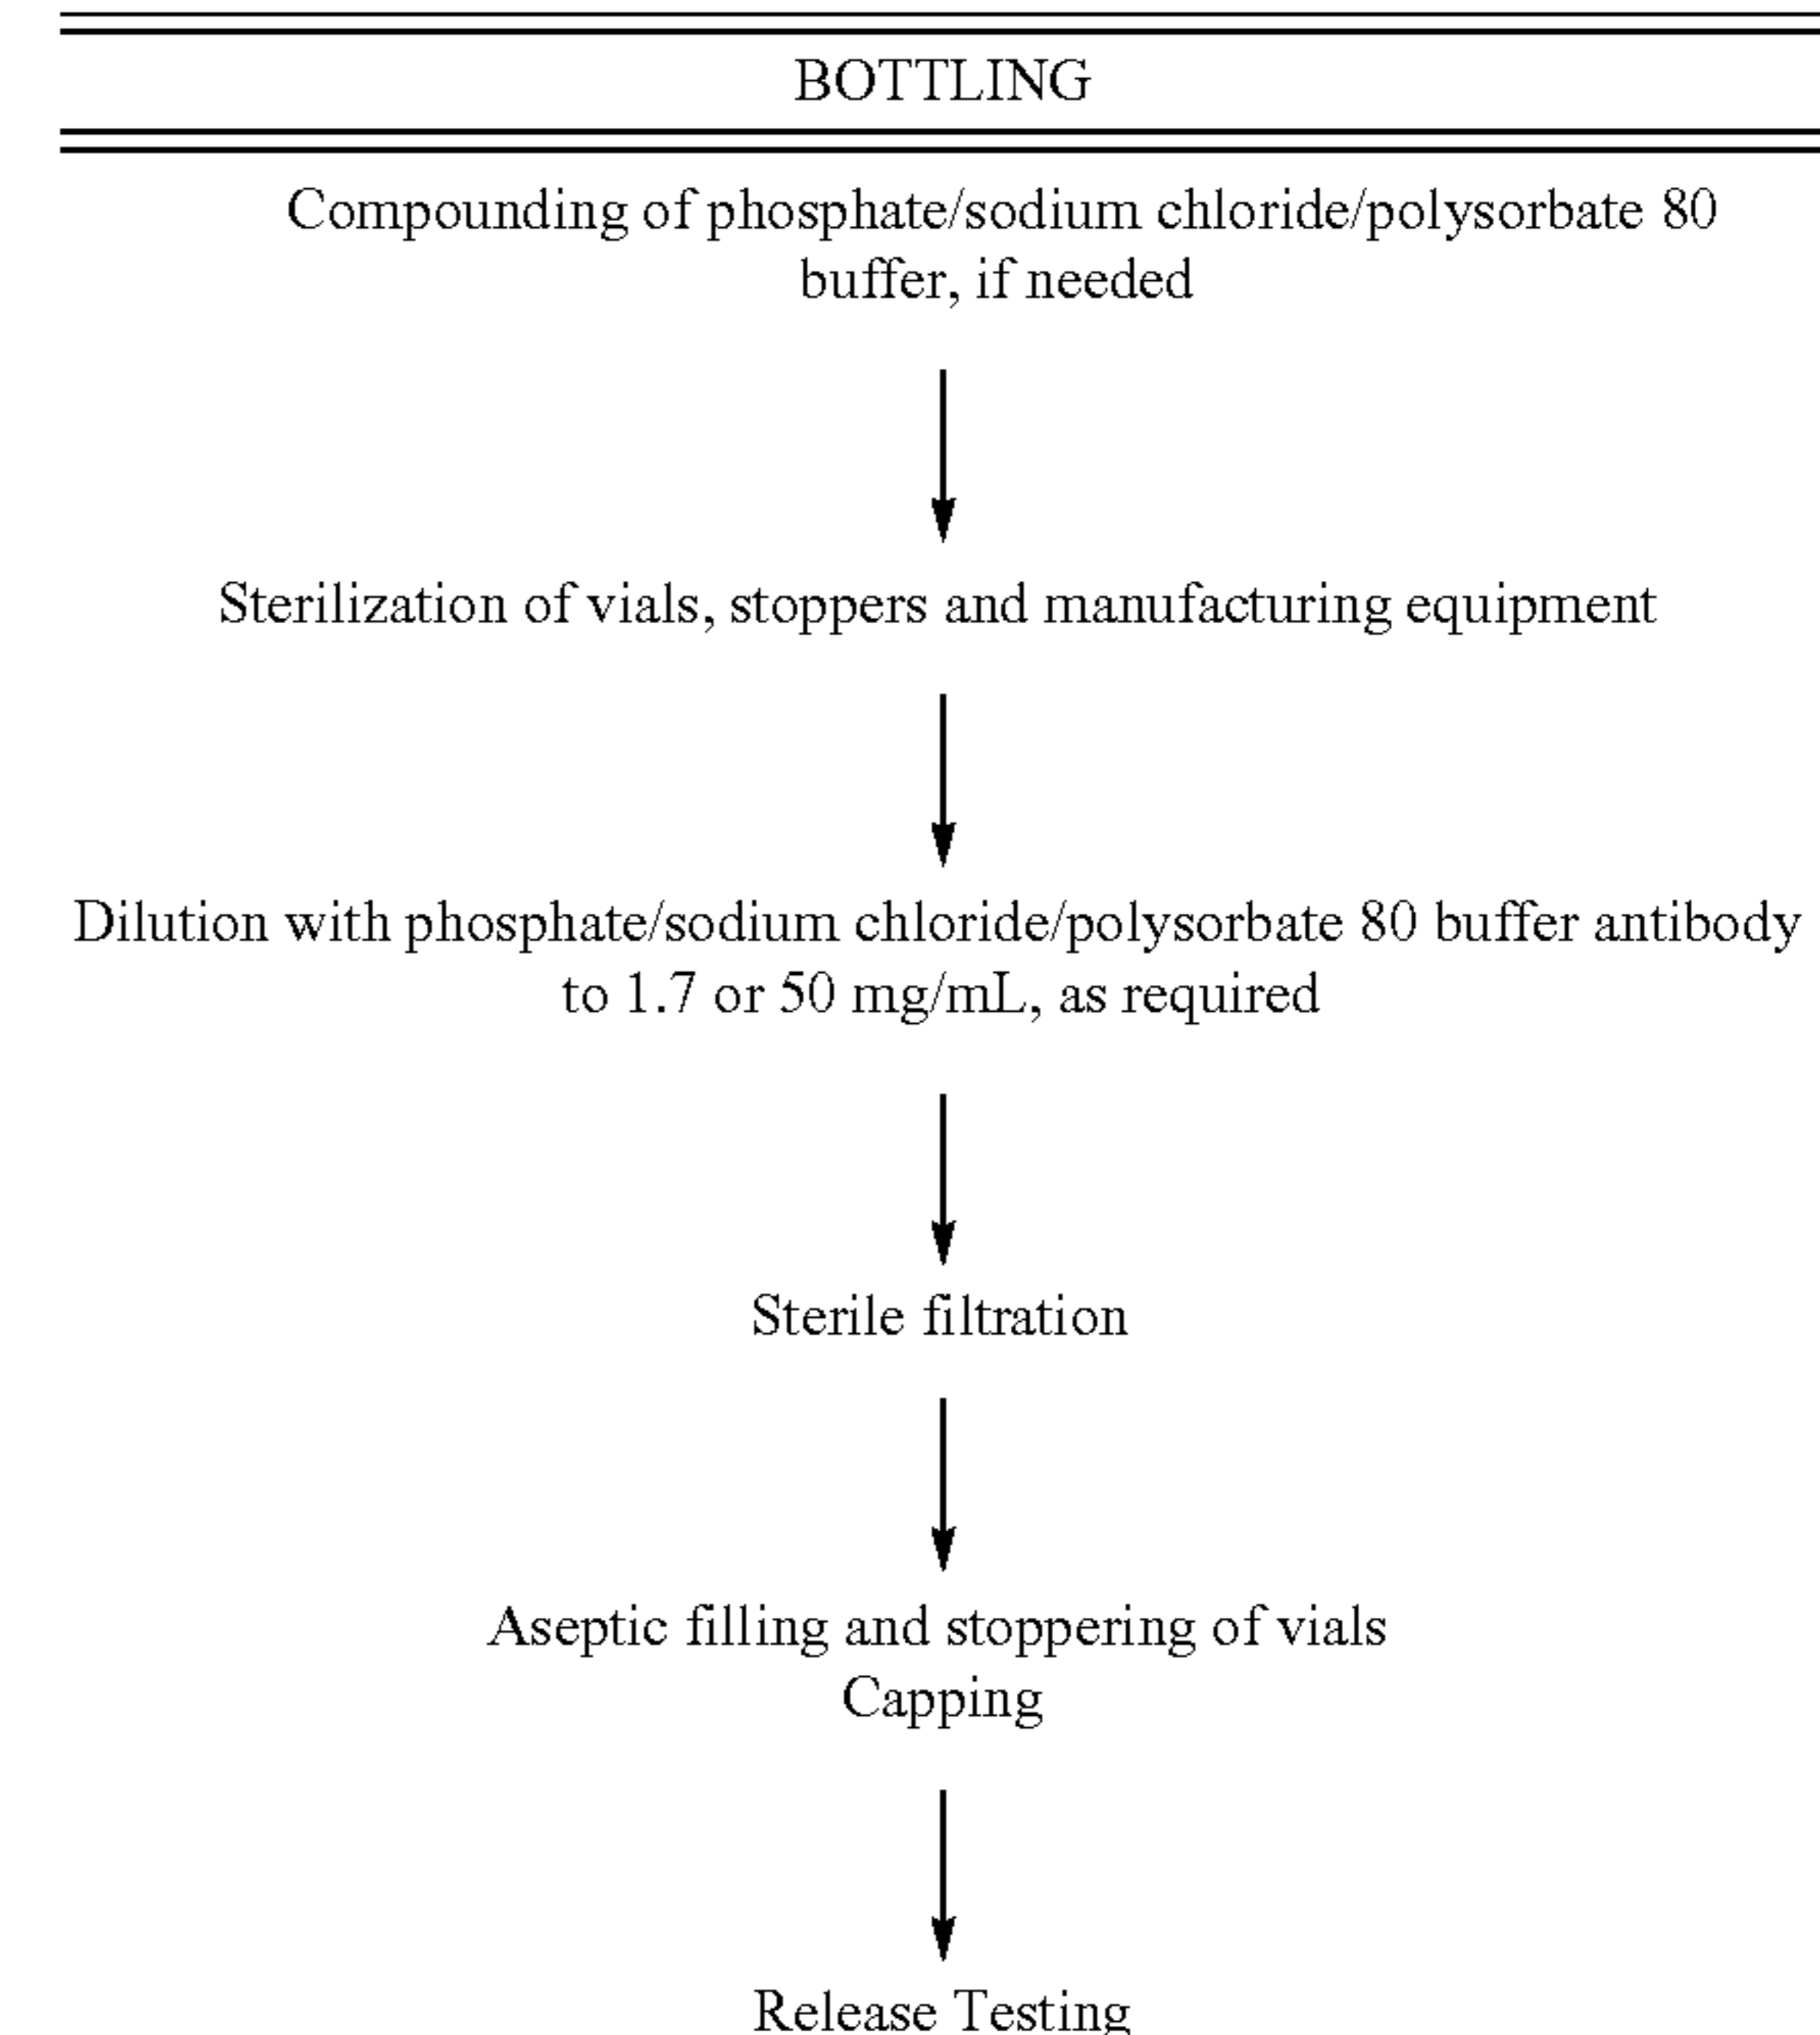 BOTTLING
Compounding of phosphate/sodium chloride/polysorbate 80
buffer, if needed
Sterilization of vials, stoppers and manufacturing equipment
Dilution with phosphate/sodium chloride/polysorbate 80 buffer antibody
to 1.7 or 50 mg/mL, as required
Sterile filtration
Aseptic filling and stoppering of vials
Capping
Release Testing